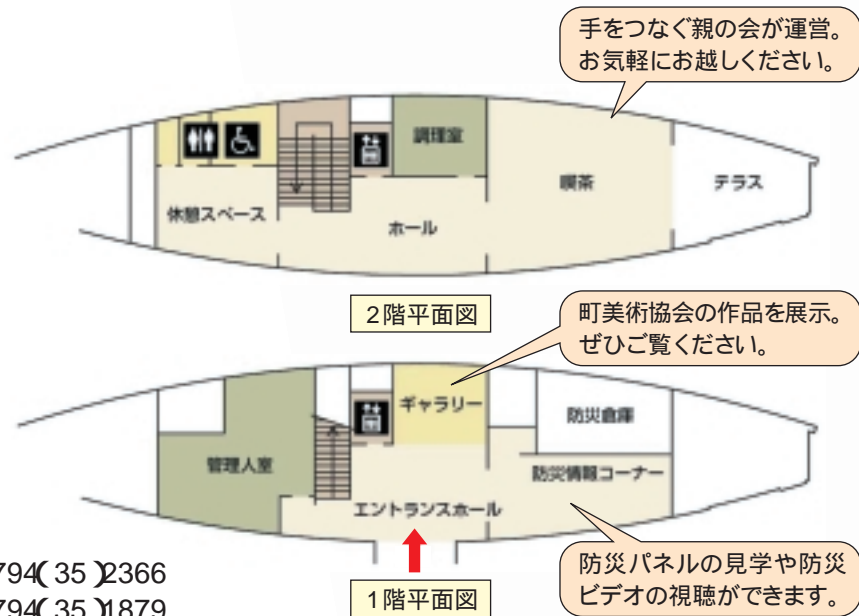 手をつなぐ親の会が運営。
お気軽にお越しください。
調理室
喫茶
テラス
休憩スペース
ホール
2階平面図
町美術協会の作品を展示。
ぜひご覧ください。
ギャラリー
防災倉庫
管理人室
防災情報コーナー
エントランスホール
794(35)2366
794(35)1879
1階平面図
防災パネルの見学や防災
ビデオの視聴ができます。